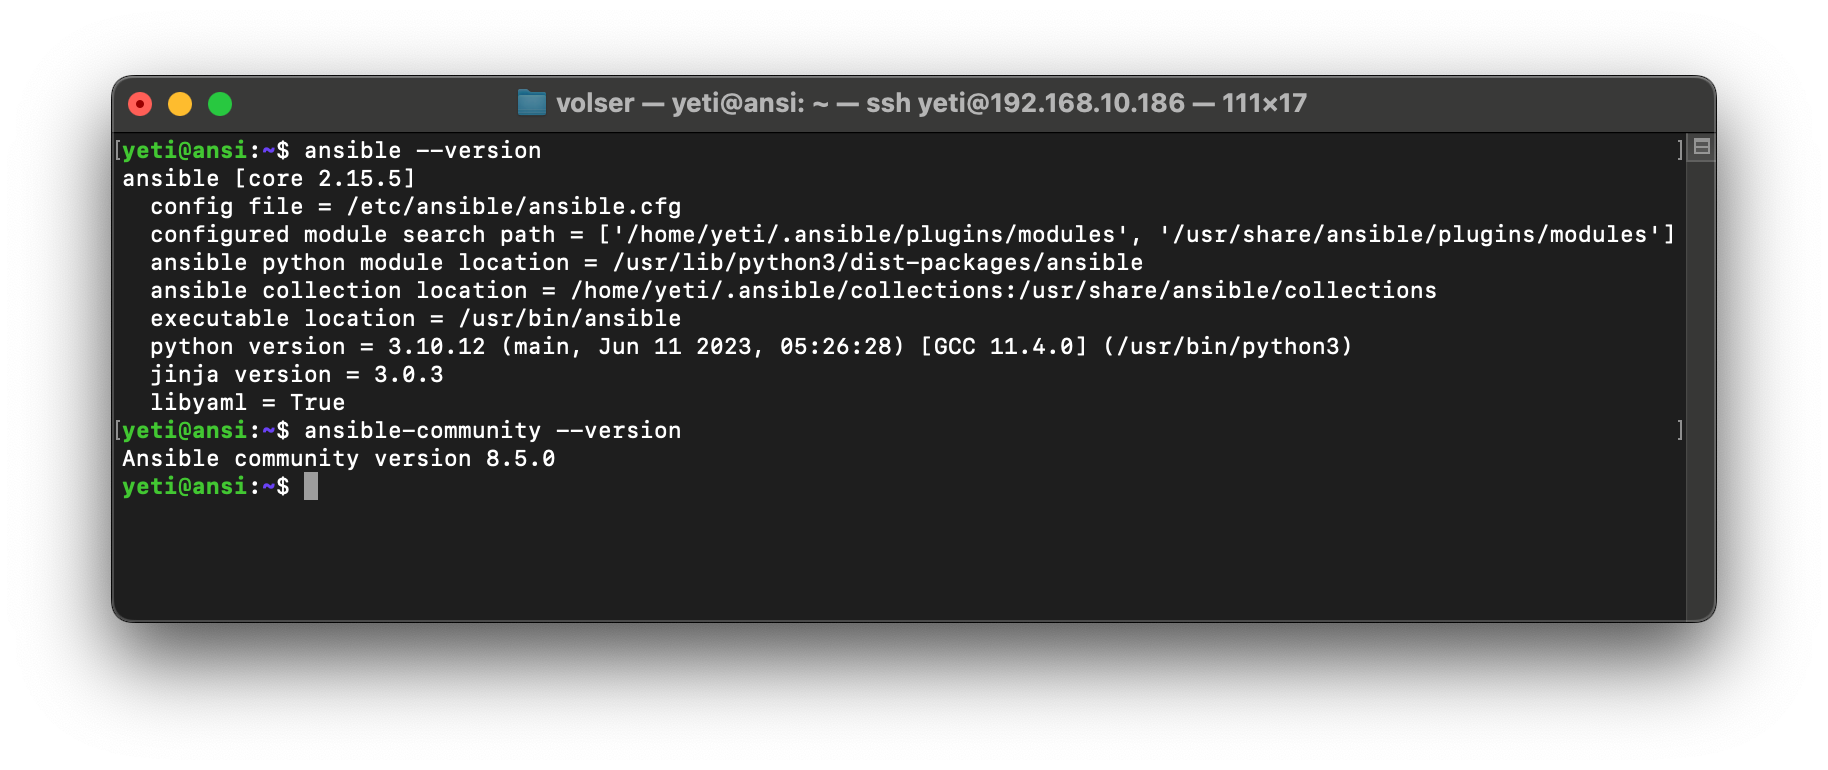 volser — yeti@ansi: ~ — ssh yeti@192.168.10.186 — 111×17
[yeti@ansi:~$ ansible --version ]
ansible [core 2.15.5]
  config file = /etc/ansible/ansible.cfg
  configured module search path = ['/home/yeti/.ansible/plugins/modules', '/usr/share/ansible/plugins/modules']
  ansible python module location = /usr/lib/python3/dist-packages/ansible
  ansible collection location = /home/yeti/.ansible/collections:/usr/share/ansible/collections
  executable location = /usr/bin/ansible
  python version = 3.10.12 (main, Jun 11 2023, 05:26:28) [GCC 11.4.0] (/usr/bin/python3)
  jinja version = 3.0.3
  libyaml = True
[yeti@ansi:~$ ansible-community --version ]
Ansible community version 8.5.0
yeti@ansi:~$